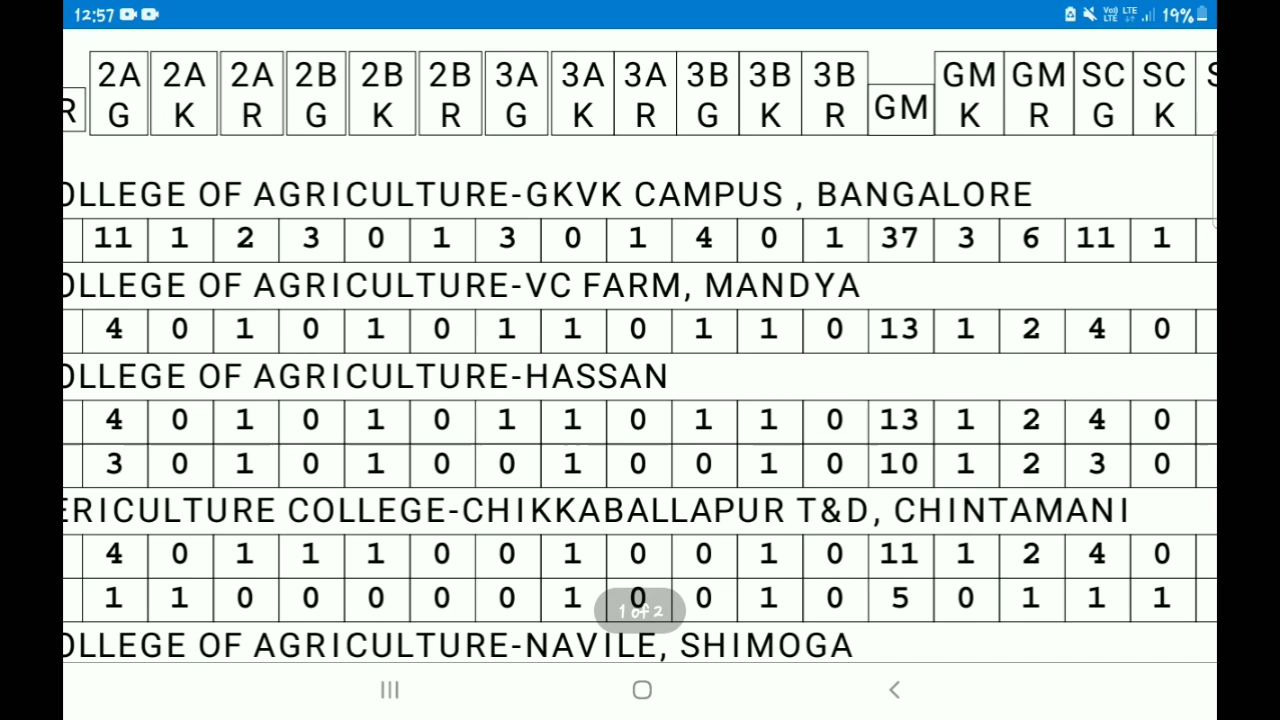 12:57 Vo) LTE LTE 19%
2A 2A 2A 2B 2B 2B 3A 3A 3A 3B 3B 3B GM GM SC SC
R G K R G K R G K R G K R GM K R G K
OLLEGE OF AGRICULTURE-GKVK CAMPUS , BANGALORE
11 1 2 3 0 1 3 0 1 4 0 1 37 3 6 11 1
OLLEGE OF AGRICULTURE-VC FARM, MANDYA
4 0 1 0 1 0 1 1 0 1 1 0 13 1 2 4 0
OLLEGE OF AGRICULTURE-HASSAN
4 0 1 0 1 0 1 1 0 1 1 0 13 1 2 4 0
3 0 1 0 1 0 0 1 0 0 1 0 10 1 2 3 0
ERICULTURE COLLEGE-CHIKKABALLAPUR T&D, CHINTAMANI
4 0 1 1 1 0 0 1 0 0 1 0 11 1 2 4 0
1 1 0 0 0 0 0 1 0 0 1 0 5 0 1 1 1
1 of 2
OLLEGE OF AGRICULTURE-NAVILE, SHIMOGA